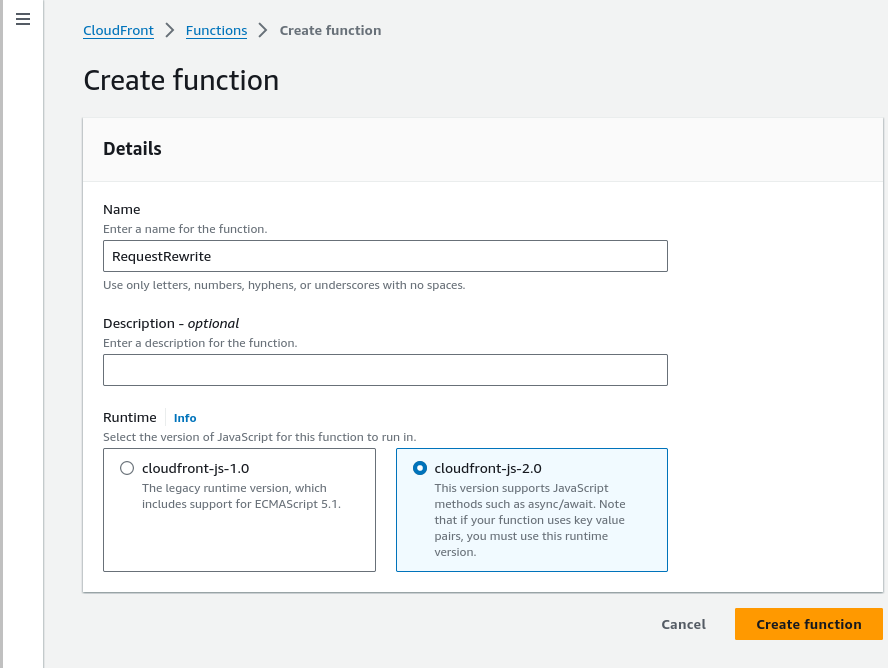 CloudFront > Functions > Create function
Create function
Details
Name
Enter a name for the function.
RequestRewrite
Use only letters, numbers, hyphens, or underscores with no spaces.
Description - optional
Enter a description for the function.
Runtime Info
Select the version of JavaScript for this function to run in.
cloudfront-js-1.0
The legacy runtime version, which
includes support for ECMAScript 5.1.
cloudfront-js-2.0
This version supports JavaScript
methods such as async/await. Note
that if your function uses key value
pairs, you must use this runtime
version.
Cancel Create function